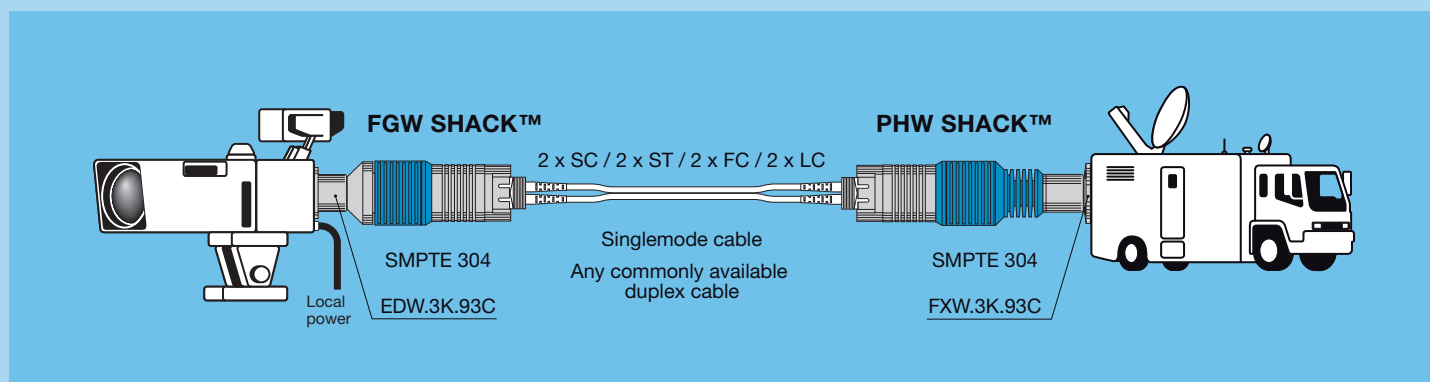 FGW SHACK™
PHW SHACK™
2 x SC / 2 x ST / 2 x FC / 2 x LC
SMPTE 304
Singlemode cable
Any commonly available
duplex cable
SMPTE 304
Local
power
EDW.3K.93C
FXW.3K.93C